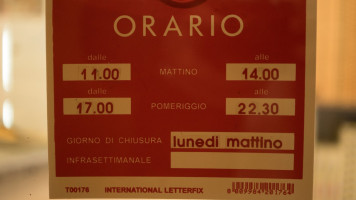 ORARIO
dalle alle
11.00 MATTINO 14.00
dalle alle
17.00 POMERIGGIO 22.30
GIORNO DI CHIUSURA lunedì mattino
INFRASETTIMANALE
T00176 INTERNATIONAL LETTERFIX